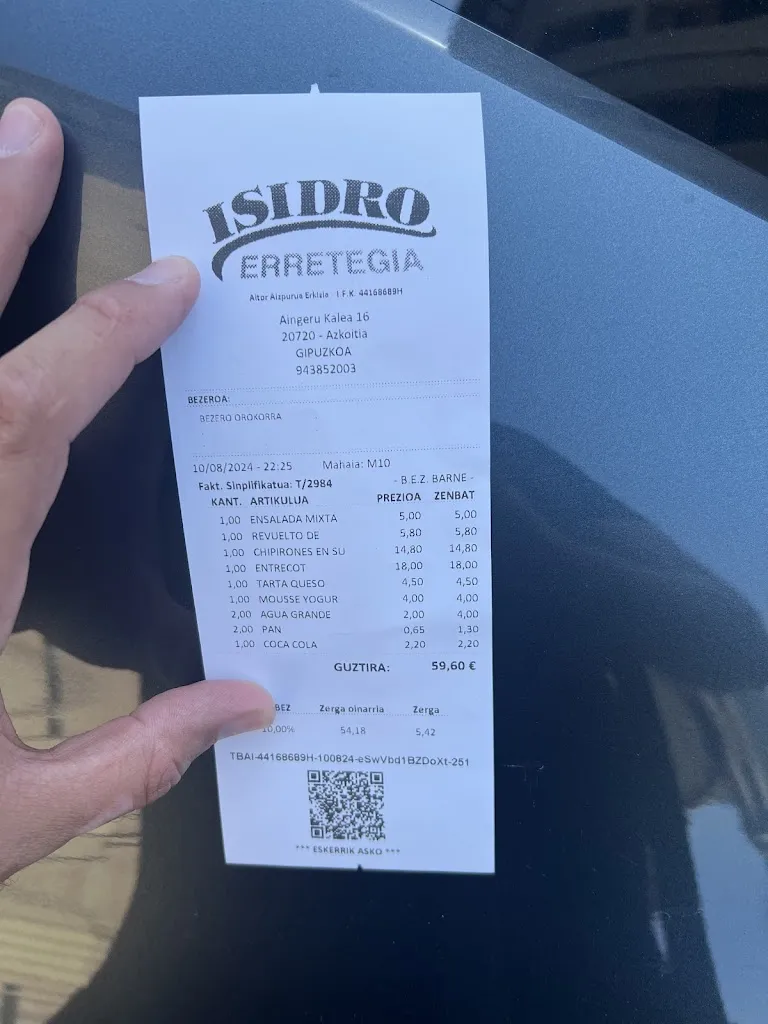 ISIDRO
ERRETEGIA
Aitor Aizpurua Erkizia I.F.K. 44168689H
Aingeru Kalea 16
20720 - Azkoitia
GIPUZKOA
943852003
BEZEROA:
BEZERO OROKORRA
10/08/2024 - 22:25 Mahaia: M10
Fakt. Sinplifikatua: T/2984 - B.E.Z. BARNE -
KANT. ARTIKULUA PREZIOA ZENBAT
1,00 ENSALADA MIXTA 5,00 5,00
1,00 REVUELTO DE 5,80 5,80
1,00 CHIPIRONES EN SU 14,80 14,80
1,00 ENTRECOT 18,00 18,00
1,00 TARTA QUESO 4,50 4,50
1,00 MOUSSE YOGUR 4,00 4,00
2,00 AGUA GRANDE 2,00 4,00
2,00 PAN 0,65 1,30
1,00 COCA COLA 2,20 2,20
GUZTIRA: 59,60 €
BEZ Zerga oinarria Zerga
10,00% 54,18 5,42
TBAI-44168689H-100824-eSwVbd1BZDoXt-251
*** ESKERRIK ASKO ***